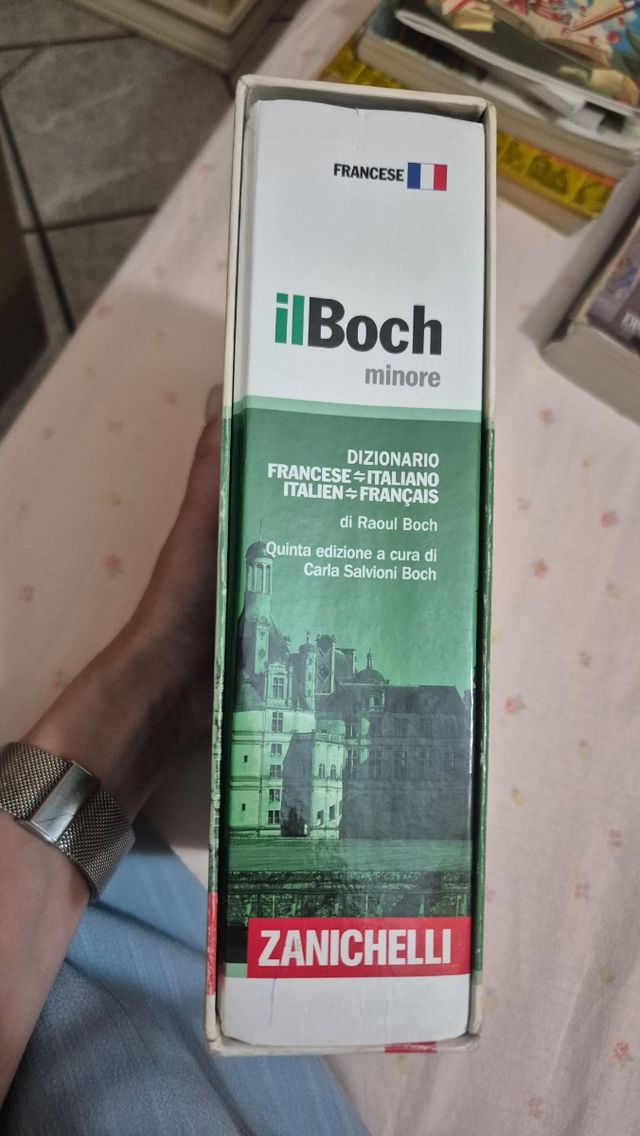 FRANCESE
ilBoch
minore
DIZIONARIO
FRANCESE ⇋ ITALIANO
ITALIEN ⇋ FRANÇAIS
di Raoul Boch
Quinta edizione a cura di
Carla Salvioni Boch
ZANICHELLI